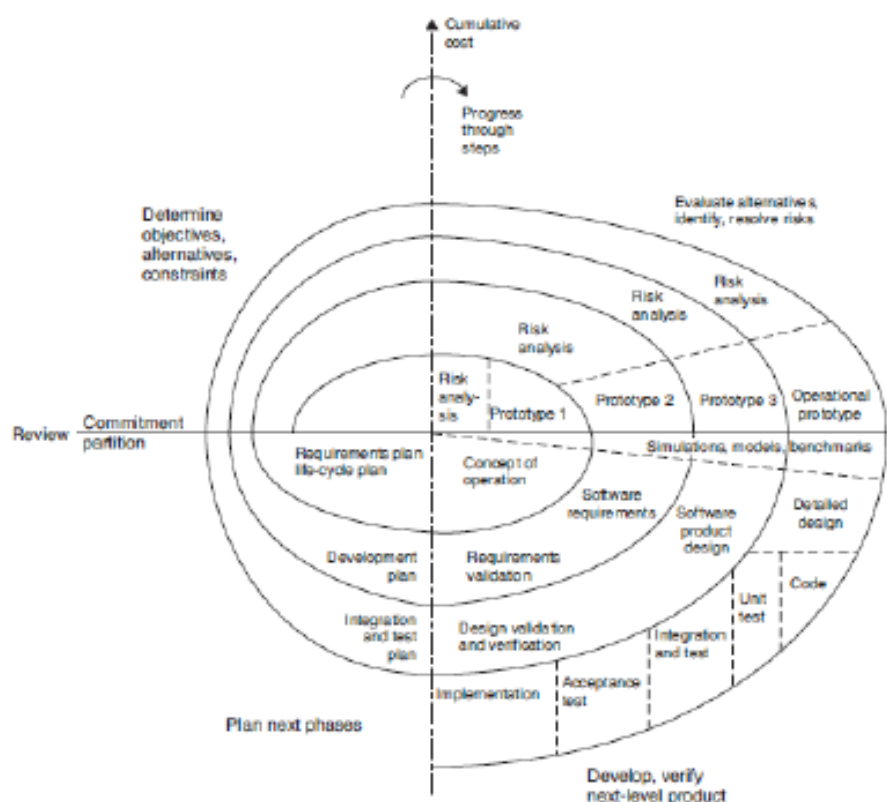 Cumulative
cost
Progress
through
steps
Evaluate alternatives,
identify, resolve risks
Determine
objectives,
alternatives,
constraints
Risk
analysis
Risk
analysis
Risk
analysis
Risk
analy-
sis
Prototype 1
Prototype 2
Prototype 3
Operational
prototype
Review
Commitment
partition
Simulations, models, benchmarks
Requirements plan
life-cycle plan
Concept of
operation
Software
requirements
Software
product
design
Detailed
design
Development
plan
Requirements
validation
Code
Unit
test
Integration
and test
plan
Design validation
and verification
Integration
and test
Acceptance
test
Implementation
Plan next phases
Develop, verify
next-level product